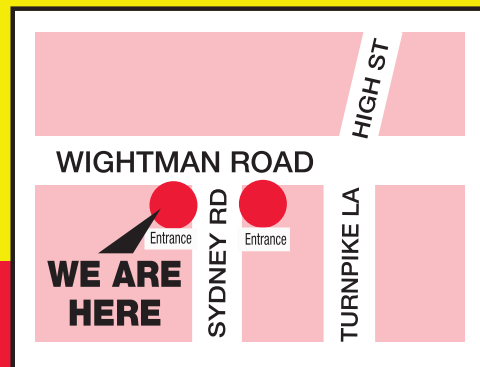 HIGH ST
WIGHTMAN ROAD
Entrance
SYDNEY RD
Entrance
TURNPIKE LA
WE ARE
HERE